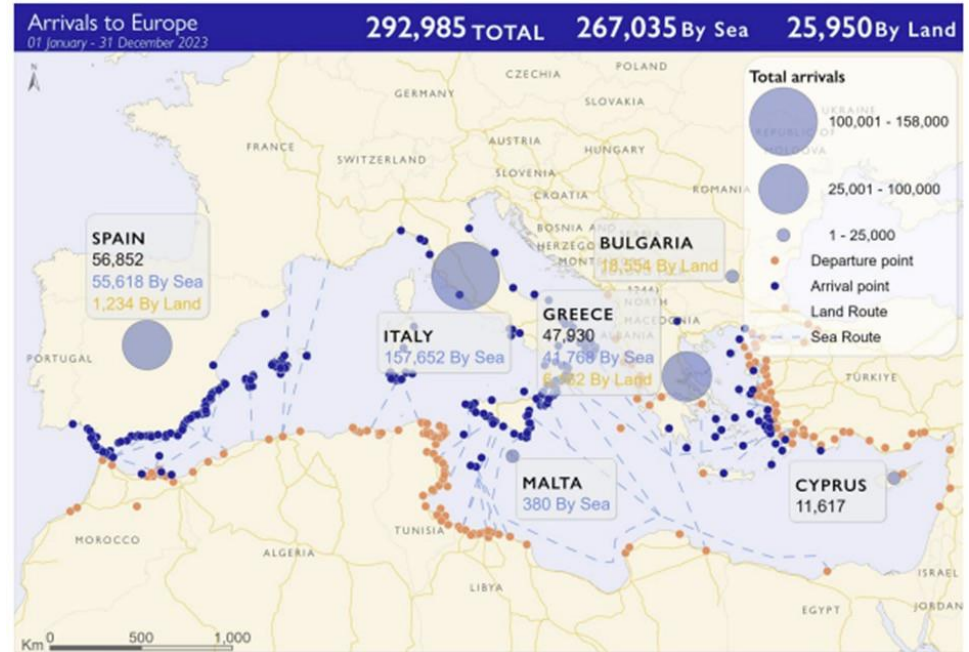 Arrivals to Europe
01 January - 31 December 2023
292,985 TOTAL
267,035 By Sea
25,950 By Land
N
POLAND
CZECHIA
GERMANY
SLOVAKIA
AUSTRIA
HUNGARY
FRANCE
SWITZERLAND
SLOVENIA
CROATIA
ROMANIA
Total arrivals
UKRAINE
REPUBLIC OF
MOLDOVA
100,001 - 158,000
25,001 - 100,000
1 - 25,000
Departure point
Arrival point
Land Route
Sea Route
BOSNIA AND
HERZEGO
MONT
SPAIN
56,852
55,618 By Sea
1,234 By Land
BULGARIA
18,554 By Land
1244)
NORTH
MACEDONIA
ALBANIA
ITALY
157,652 By Sea
GREECE
47,930
41,768 By Sea
By Land
PORTUGAL
TÜRKIYE
MALTA
380 By Sea
CYPRUS
11,617
MOROCCO
ALGERIA
TUNISIA
LIBYA
EGYPT
ISRAEL
JORDAN
Km 0 500 1,000